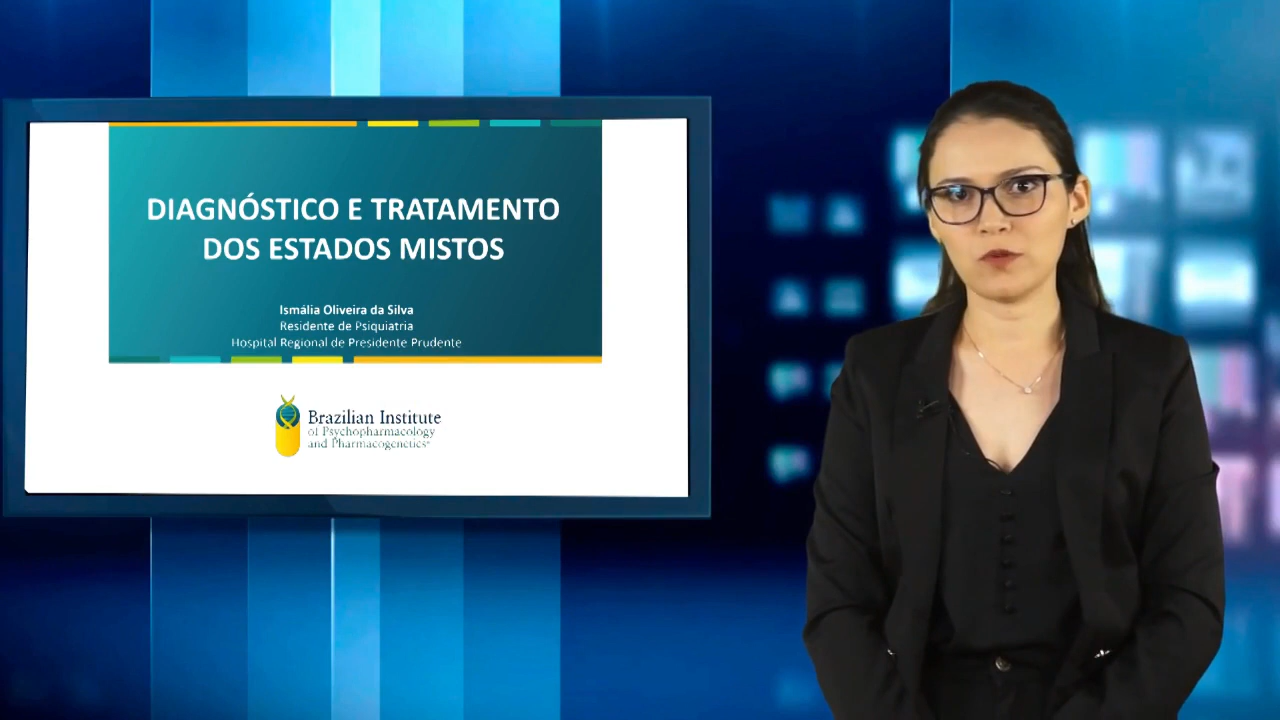 DIAGNÓSTICO E TRATAMENTO
DOS ESTADOS MISTOS
Ismália Oliveira da Silva
Residente de Psiquiatria
Hospital Regional de Presidente Prudente
Brazilian Institute
of Psychopharmacology
and Pharmacogenetics®